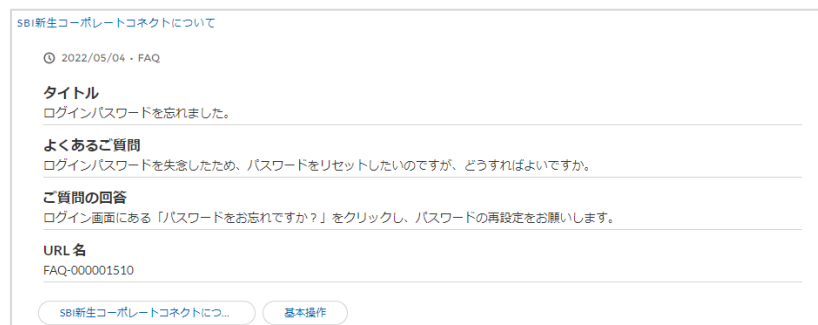 SBI新生コーポレートコネクトについて
2022/05/04・FAQ
タイトル
ログインパスワードを忘れました。
よくあるご質問
ログインパスワードを失念したため、パスワードをリセットしたいのですが、どうすればよいですか。
ご質問の回答
ログイン画面にある「パスワードをお忘れですか？」をクリックし、パスワードの再設定をお願いします。
URL 名
FAQ-000001510
SBI新生コーポレートコネクトにつ... 基本操作